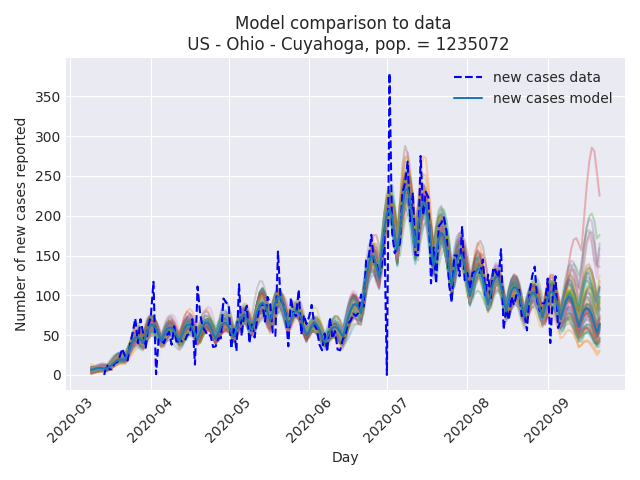 Model comparison to data
US - Ohio - Cuyahoga, pop. = 1235072
new cases data
new cases model
Number of new cases reported
350
300
250
200
150
100
50
0
2020-03
2020-04
2020-05
2020-06
2020-07
2020-08
2020-09
Day